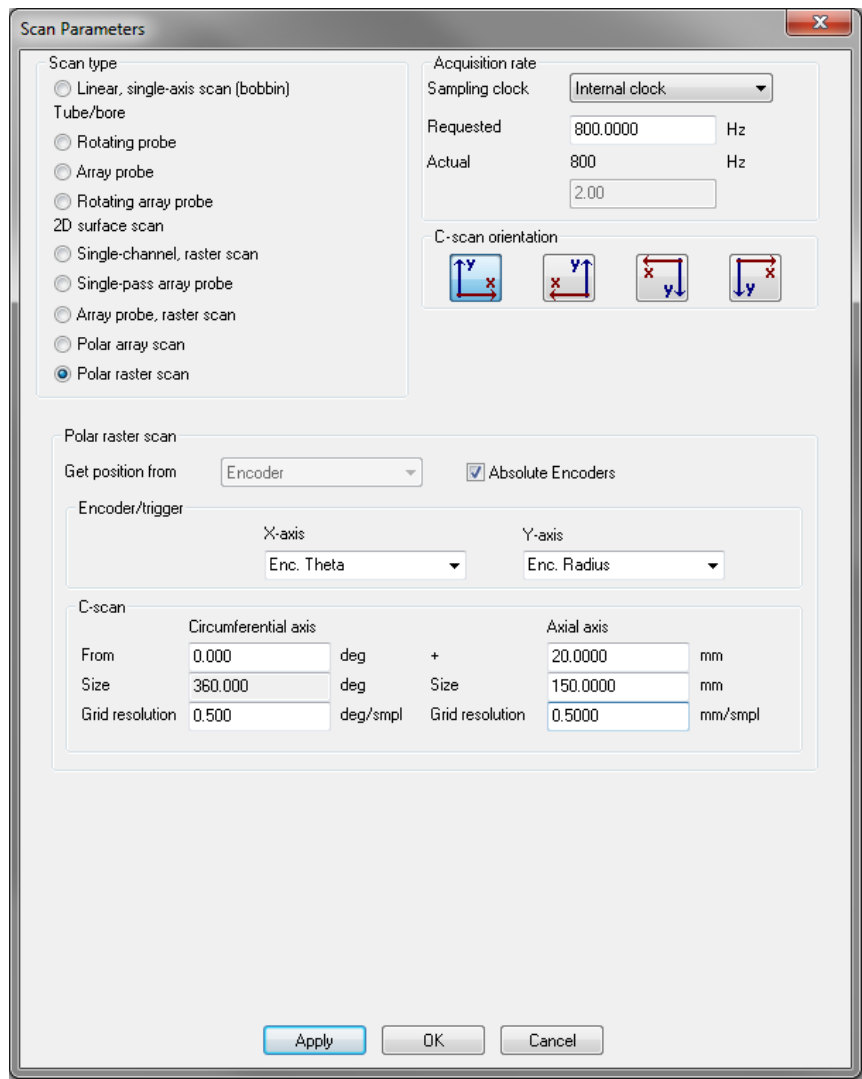 Scan Parameters
x
Scan type
Linear, single-axis scan (bobbin)
Tube/bore
Rotating probe
Array probe
Rotating array probe
2D surface scan
Single-channel, raster scan
Single-pass array probe
Array probe, raster scan
Polar array scan
Polar raster scan
Acquisition rate
Sampling clock Internal clock
Requested 800.0000 Hz
Actual 800 Hz
2.00
C-scan orientation
Y X
Y X
X Y
X Y
Polar raster scan
Get position from Encoder Absolute Encoders
Encoder/trigger
X-axis Y-axis
Enc. Theta Enc. Radius
C-scan
Circumferential axis Axial axis
From 0.000 deg + 20.0000 mm
Size 360.000 deg Size 150.0000 mm
Grid resolution 0.500 deg/smpl Grid resolution 0.5000 mm/smpl
Apply OK Cancel